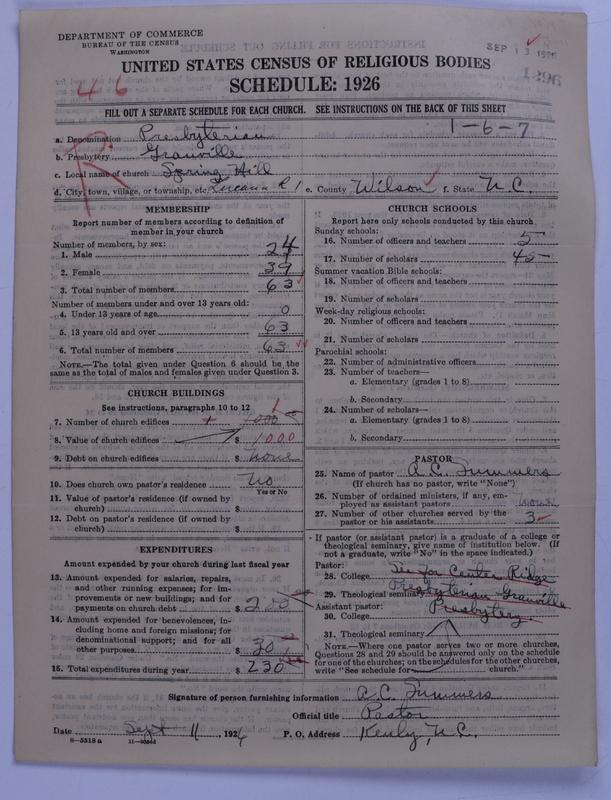 DEPARTMENT OF COMMERCE
BUREAU OF THE CENSUS
WASHINGTON
SEP 13 1926
UNITED STATES CENSUS OF RELIGIOUS BODIES
SCHEDULE: 1926
46
FILL OUT A SEPARATE SCHEDULE FOR EACH CHURCH. SEE INSTRUCTIONS ON THE BACK OF THIS SHEET
1-6-7
R
a. Denomination Presbyterian
b. Presbytery Granville
c. Local name of church Spring Hill
d. City, town, village, or township, etc. R 1 e. County Wilson f. State N.C.
MEMBERSHIP
Report number of members according to definition of
member in your church
Number of members, by sex:
1. Male 24
2. Female 39
3. Total number of members 63
Number of members under and over 13 years old:
4. Under 13 years of age 0
5. 13 years old and over 63
6. Total number of members 63
NOTE.—The total given under Question 6 should be the
same as the total of males and females given under Question 3.
CHURCH BUILDINGS
See instructions, paragraphs 10 to 12
7. Number of church edifices 1 1000
8. Value of church edifices $ 1000
9. Debt on church edifices $ none
10. Does church own pastor's residence No
Yes or No
11. Value of pastor's residence (if owned by
church) $
12. Debt on pastor's residence (if owned by
church) $
EXPENDITURES
Amount expended by your church during last fiscal year
13. Amount expended for salaries, repairs,
and other running expenses; for im-
provements or new buildings; and for
payments on church debt $ 200
14. Amount expended for benevolences, in-
cluding home and foreign missions; for
denominational support; and for all
other purposes $ 30
15. Total expenditures during year $ 230
CHURCH SCHOOLS
Report here only schools conducted by this church
Sunday schools:
16. Number of officers and teachers 5
17. Number of scholars 45
Summer vacation Bible schools:
18. Number of officers and teachers
19. Number of scholars
Week-day religious schools:
20. Number of officers and teachers
21. Number of scholars
Parochial schools:
22. Number of administrative officers
23. Number of teachers—
a. Elementary (grades 1 to 8)
b. Secondary
24. Number of scholars—
a. Elementary (grades 1 to 8)
b. Secondary
PASTOR
25. Name of pastor A.C. Summers
(If church has no pastor, write "None")
26. Number of ordained ministers, if any, em-
ployed as assistant pastors none
27. Number of other churches served by the
pastor or his assistants 3
If pastor (or assistant pastor) is a graduate of a college or
theological seminary, give name of institution below. (If
not a graduate, write "No" in the space indicated.)
Pastor:
28. College See for Center Ridge
29. Theological seminary Presbyterian Granville
Assistant pastor: Presbytery
30. College
31. Theological seminary
NOTE.—Where one pastor serves two or more churches,
Questions 28 and 29 should be answered only on the schedule
for one of the churches; on the schedules for the other churches,
write "See schedule for church."
Signature of person furnishing information A.C. Summers
Official title Pastor
Date Sept 11, 1926 P. O. Address Kenly, N.C.
8—5518 a